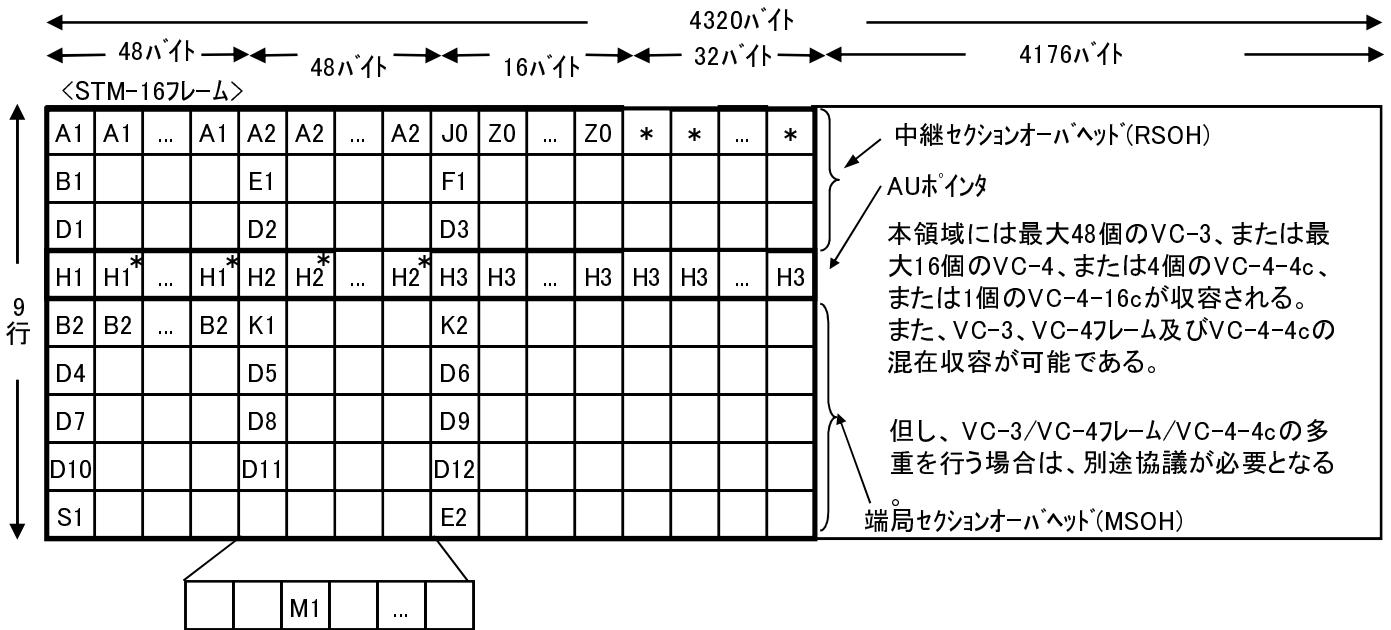 4320バイト
48バイト 48バイト 16バイト 32バイト 4176バイト
<STM-16フレーム>
A1 A1 ... A1 A2 A2 ... A2 J0 Z0 ... Z0 * * ... *
B1 E1 F1
D1 D2 D3
H1 H1* ... H1* H2 H2* ... H2* H3 H3 ... H3 H3 H3 ... H3
B2 B2 ... B2 K1 K2
D4 D5 D6
D7 D8 D9
D10 D11 D12
S1 E2
M1 ...
9
行
中継セクションオーバヘッド(RSOH)
AUポインタ
本領域には最大48個のVC-3、または最
大16個のVC-4、または4個のVC-4-4c、
または1個のVC-4-16cが収容される。
また、VC-3、VC-4フレーム及びVC-4-4cの
混在収容が可能である。
但し、VC-3/VC-4フレーム/VC-4-4cの多
重を行う場合は、別途協議が必要となる
。
端局セクションオーバヘッド(MSOH)